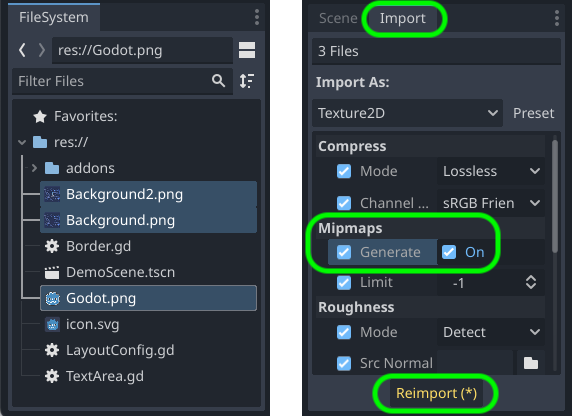 FileSystem
res://Godot.png
Filter Files
Favorites:
res://
addons
Background2.png
Background.png
Border.gd
DemoScene.tscn
Godot.png
icon.svg
LayoutConfig.gd
TextArea.gd
Scene Import
3 Files
Import As:
Texture2D Preset
Compress
Mode Lossless
Channel ... sRGB Frien
Mipmaps
Generate On
Limit -1
Roughness
Mode Detect
Src Normal
Reimport (*)